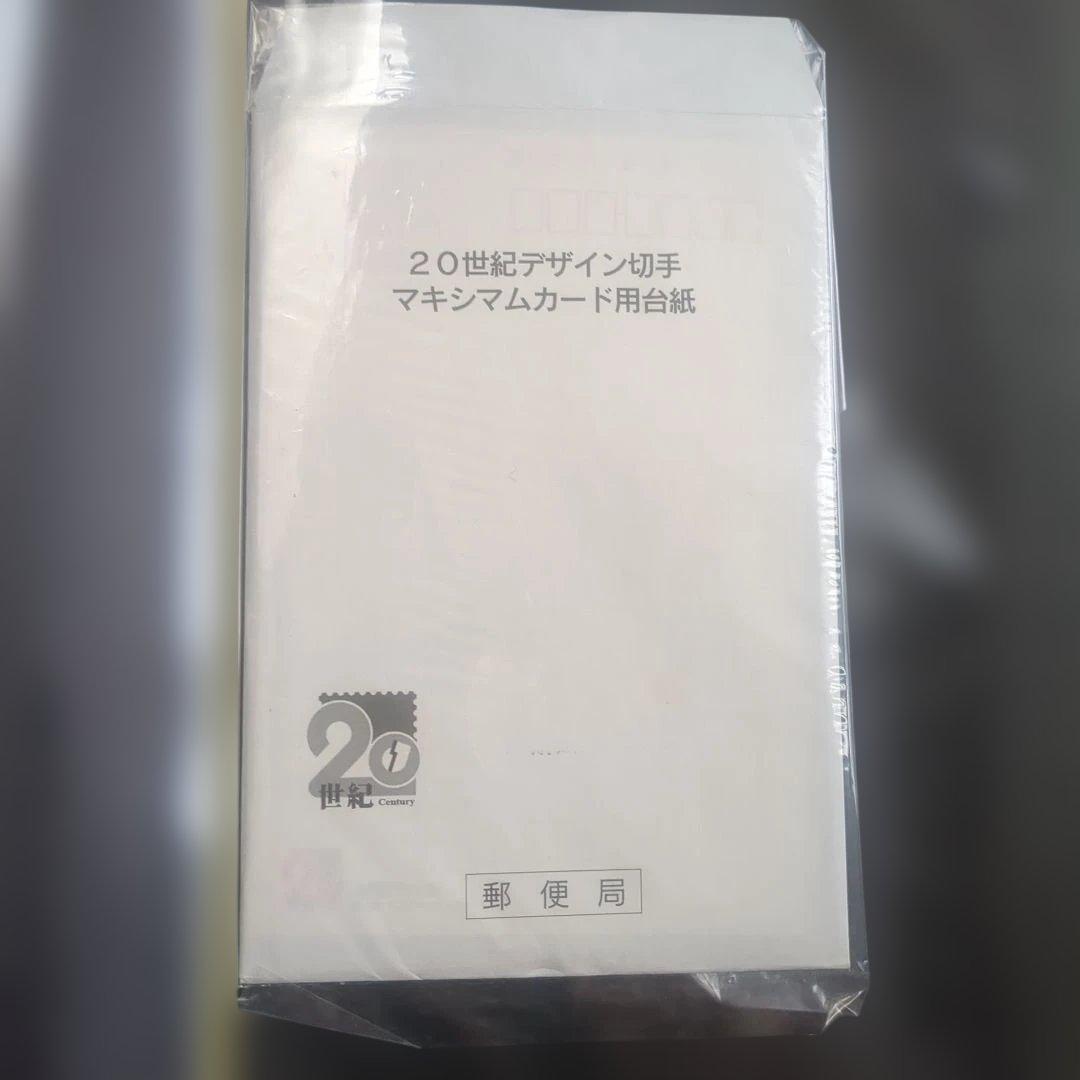 ２０世紀デザイン切手
マキシマムカード用台紙
20
世紀 Century
郵便局